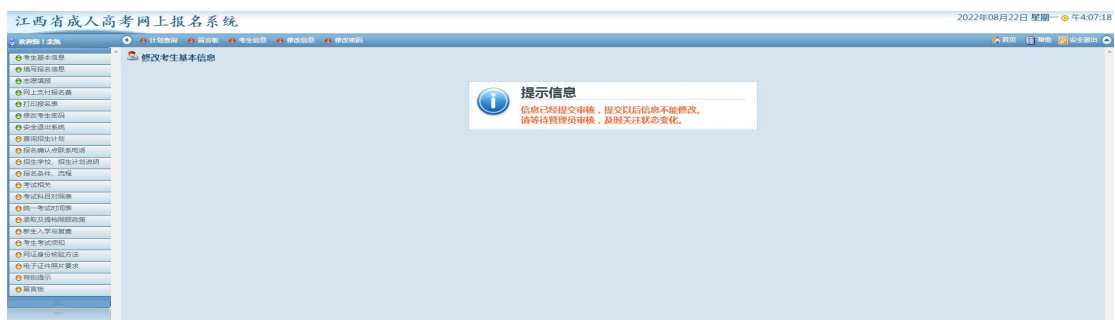 江西省成人高考网上报名系统
2022年08月22日 星期一 午4:07:18
计划查询 留言板 考生信息 修改信息 修改密码
首页 帮助 安全退出
考生基本信息
填写报名信息
志愿填报
网上支付报名费
打印报名表
修改考生密码
安全退出系统
查询招生计划
报名确认点联系电话
招生学校、招生计划说明
报名条件、流程
考试相关
考试科目对照表
统一考试时间表
录取及提档照顾政策
新生入学与复查
考生考试须知
网证身份核验方法
电子证件照片要求
特别提示
留言板
修改考生基本信息
提示信息
信息已经提交审核，提交以后信息不能修改。
请等待管理员审核，及时关注状态变化。